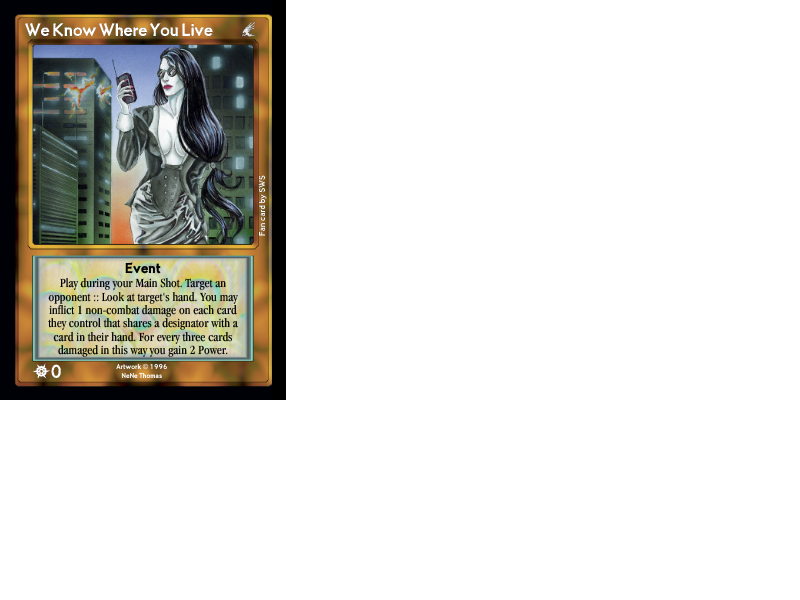 We Know Where You Live
Fan card by SWS
Event
Play during your Main Shot. Target an
opponent :: Look at target's hand. You may
inflict 1 non-combat damage on each card
they control that shares a designator with a
card in their hand. For every three cards
damaged in this way you gain 2 Power.
0
Artwork © 1996
NeNe Thomas